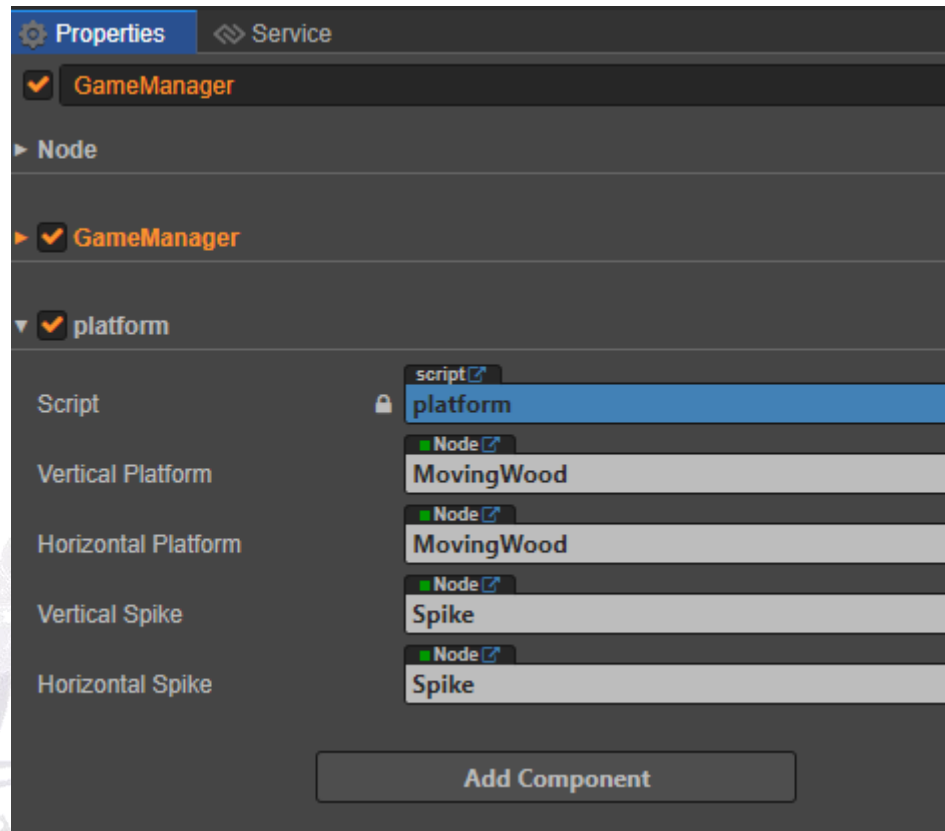 Properties Service
GameManager
Node
GameManager
platform
script
Script platform
Node
Vertical Platform MovingWood
Node
Horizontal Platform MovingWood
Node
Vertical Spike Spike
Node
Horizontal Spike Spike
Add Component